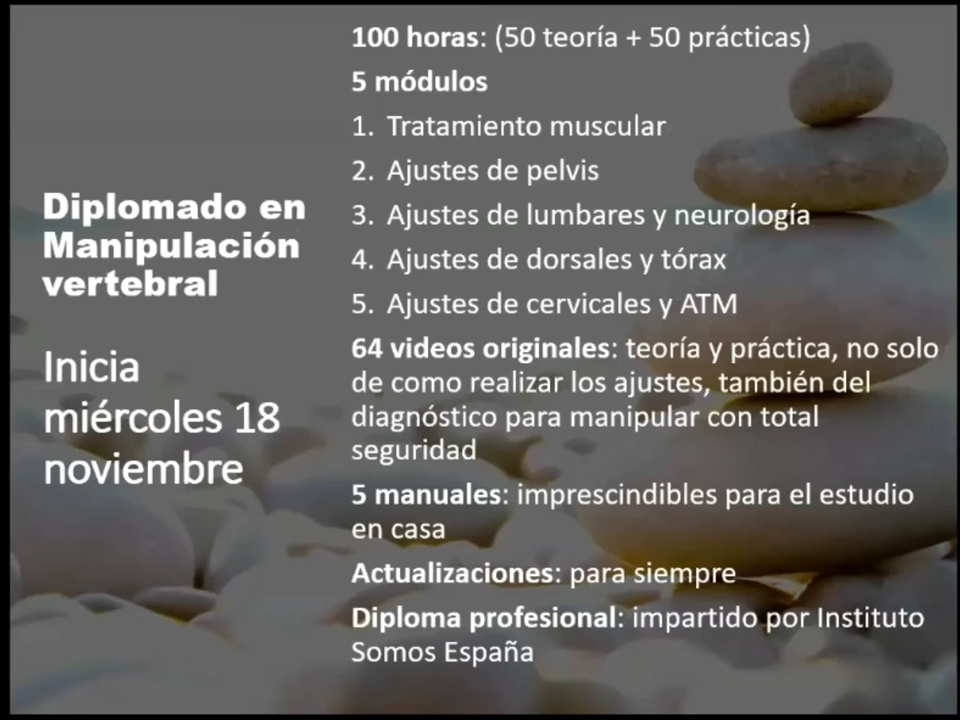 Diplomado en
Manipulación
vertebral
Inicia
miércoles 18
noviembre
100 horas: (50 teoría + 50 prácticas)
5 módulos
1. Tratamiento muscular
2. Ajustes de pelvis
3. Ajustes de lumbares y neurología
4. Ajustes de dorsales y tórax
5. Ajustes de cervicales y ATM
64 videos originales: teoría y práctica, no solo
de como realizar los ajustes, también del
diagnóstico para manipular con total
seguridad
5 manuales: imprescindibles para el estudio
en casa
Actualizaciones: para siempre
Diploma profesional: impartido por Instituto
Somos España